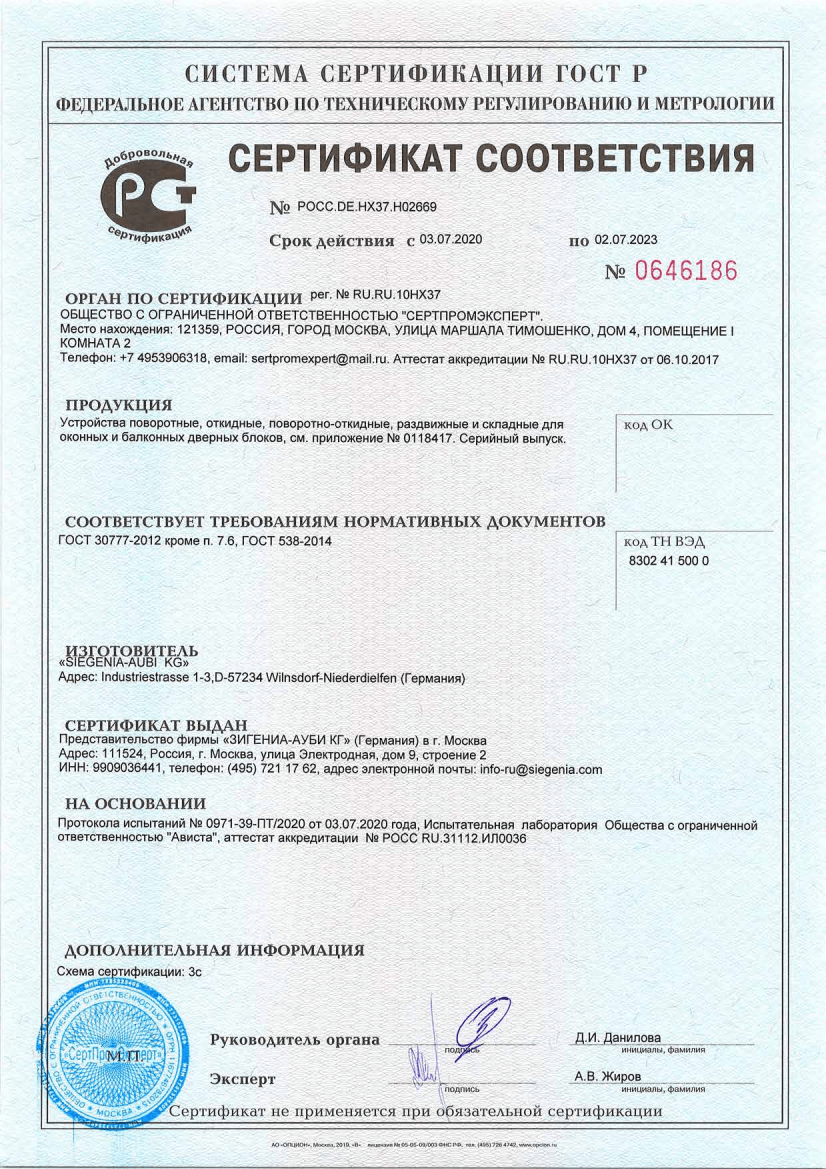 СИСТЕМА СЕРТИФИКАЦИИ ГОСТ Р
ФЕДЕРАЛЬНОЕ АГЕНТСТВО ПО ТЕХНИЧЕСКОМУ РЕГУЛИРОВАНИЮ И МЕТРОЛОГИИ
Добровольная
РСТ
сертификация
СЕРТИФИКАТ СООТВЕТСТВИЯ
№ РОСС.DE.НХ37.Н02669
Срок действия с 03.07.2020 по 02.07.2023
№ 0646186
ОРГАН ПО СЕРТИФИКАЦИИ рег. № RU.RU.10НХ37
ОБЩЕСТВО С ОГРАНИЧЕННОЙ ОТВЕТСТВЕННОСТЬЮ "СЕРТПРОМЭКСПЕРТ".
Место нахождения: 121359, РОССИЯ, ГОРОД МОСКВА, УЛИЦА МАРШАЛА ТИМОШЕНКО, ДОМ 4, ПОМЕЩЕНИЕ I
КОМНАТА 2
Телефон: +7 4953906318, email: sertpromexpert@mail.ru. Аттестат аккредитации № RU.RU.10НХ37 от 06.10.2017
ПРОДУКЦИЯ
Устройства поворотные, откидные, поворотно-откидные, раздвижные и складные для
оконных и балконных дверных блоков, см. приложение № 0118417. Серийный выпуск.
код ОК
СООТВЕТСТВУЕТ ТРЕБОВАНИЯМ НОРМАТИВНЫХ ДОКУМЕНТОВ
ГОСТ 30777-2012 кроме п. 7.6, ГОСТ 538-2014
код ТН ВЭД
8302 41 500 0
ИЗГОТОВИТЕЛЬ
«SIEGENIA-AUBI KG»
Адрес: Industriestrasse 1-3,D-57234 Wilnsdorf-Niederdielfen (Германия)
СЕРТИФИКАТ ВЫДАН
Представительство фирмы «ЗИГЕНИА-АУБИ КГ» (Германия) в г. Москва
Адрес: 111524, Россия, г. Москва, улица Электродная, дом 9, строение 2
ИНН: 9909036441, телефон: (495) 721 17 62, адрес электронной почты: info-ru@siegenia.com
НА ОСНОВАНИИ
Протокола испытаний № 0971-39-ПТ/2020 от 03.07.2020 года, Испытательная лаборатория Общества с ограниченной
ответственностью "Ависта", аттестат аккредитации № РОСС RU.31112.ИЛ0036
ДОПОЛНИТЕЛЬНАЯ ИНФОРМАЦИЯ
Схема сертификации: 3с
М.П.
Руководитель органа
подпись
Д.И. Данилова
инициалы, фамилия
Эксперт
подпись
А.В. Жиров
инициалы, фамилия
Сертификат не применяется при обязательной сертификации
АО «ОПЦИОН», Москва, 2019, «В» лицензия № 05-05-09/003 ФНС РФ, тел. (495) 726 4742, www.opcion.ru